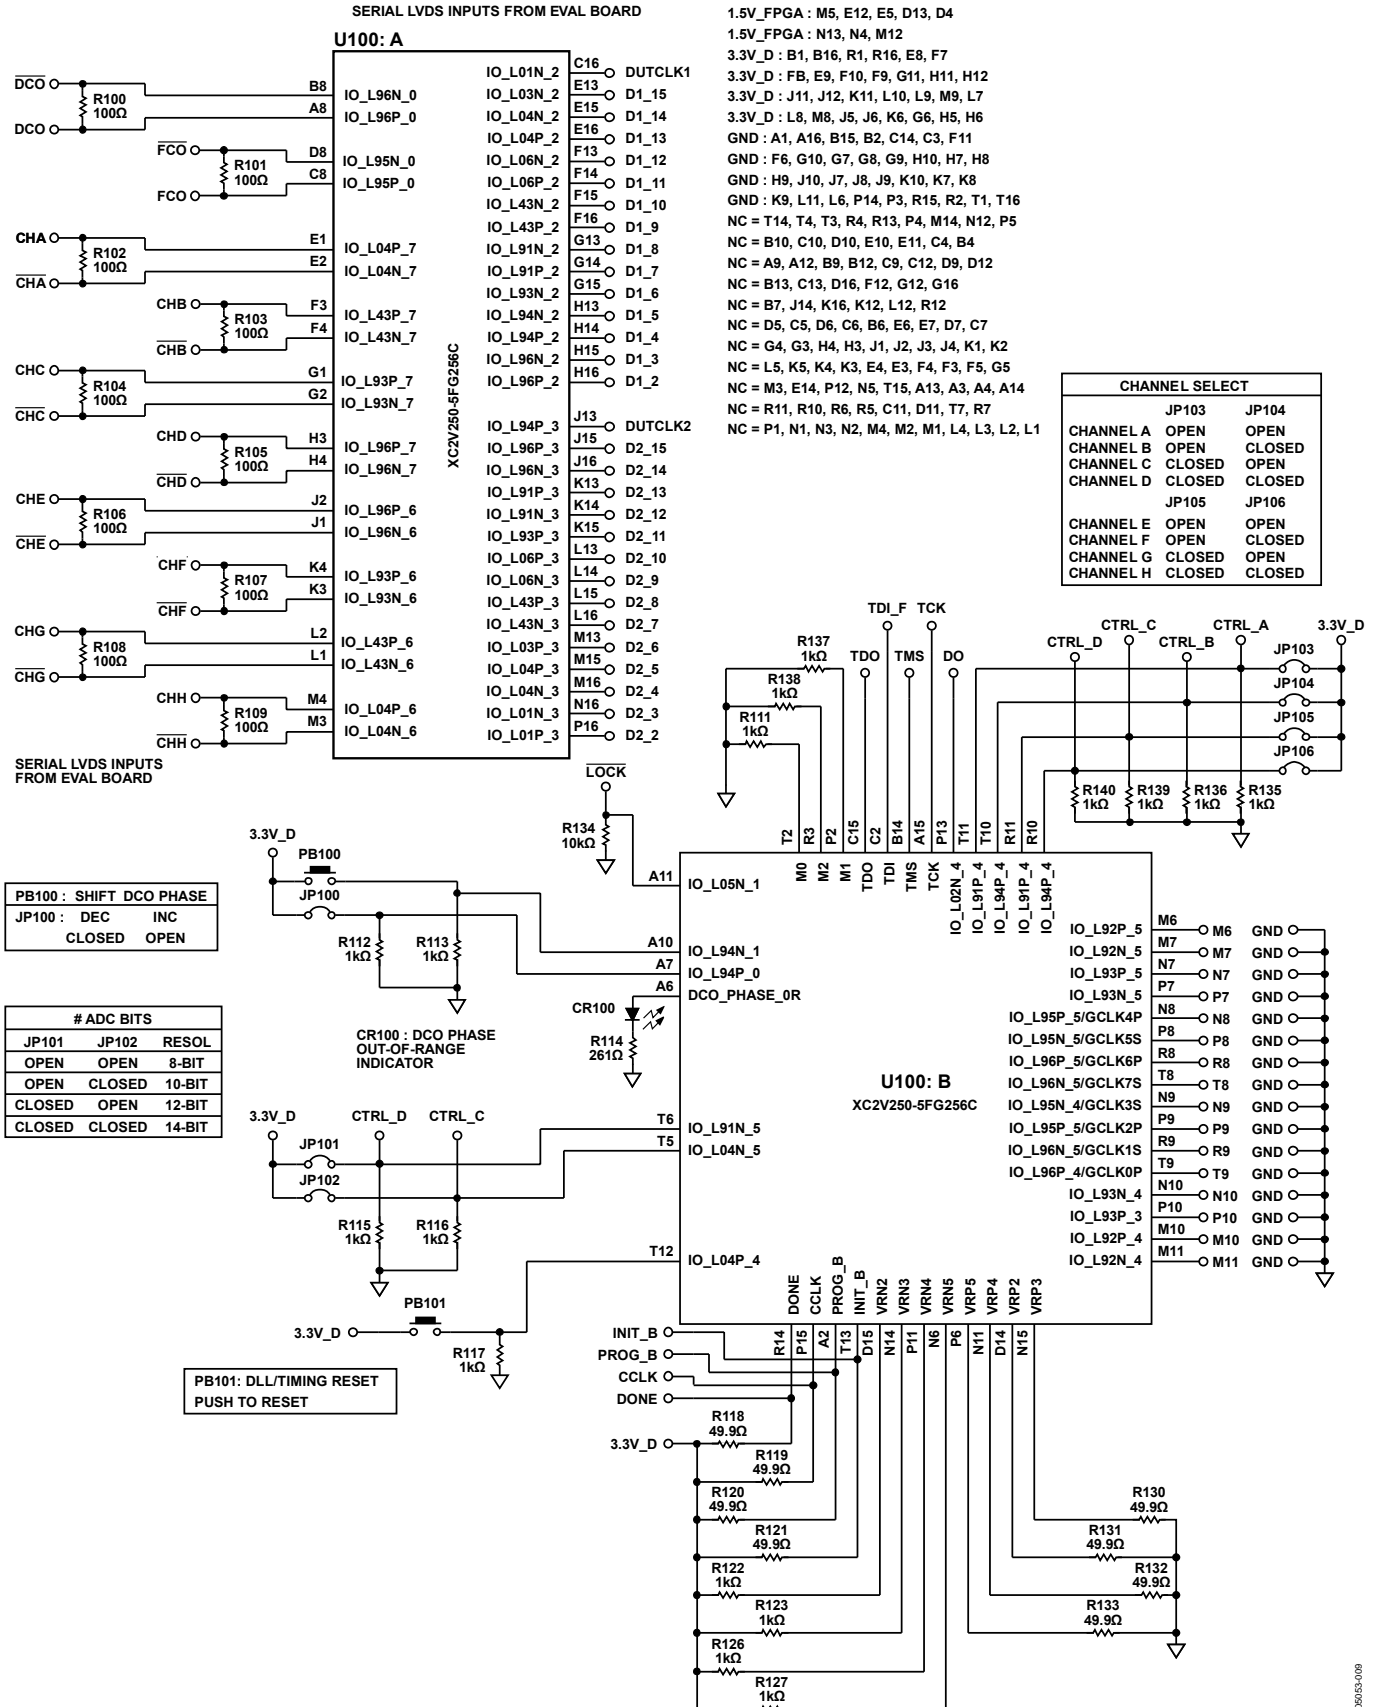 SERIAL LVDS INPUTS FROM EVAL BOARD
U100: A
XC2V250-5FG256C
DCO
R100
100Ω
DCO
FCO
R101
100Ω
FCO
CHA
R102
100Ω
CHA
CHB
R103
100Ω
CHB
CHC
R104
100Ω
CHC
CHD
R105
100Ω
CHD
CHE
R106
100Ω
CHE
CHF
R107
100Ω
CHF
CHG
R108
100Ω
CHG
CHH
R109
100Ω
CHH
SERIAL LVDS INPUTS
FROM EVAL BOARD
B8 IO_L96N_0
A8 IO_L96P_0
D8 IO_L95N_0
C8 IO_L95P_0
E1 IO_L04P_7
E2 IO_L04N_7
F3 IO_L43P_7
F4 IO_L43N_7
G1 IO_L93P_7
G2 IO_L93N_7
H3 IO_L96P_7
H4 IO_L96N_7
J2 IO_L96P_6
J1 IO_L96N_6
K4 IO_L93P_6
K3 IO_L93N_6
L2 IO_L43P_6
L1 IO_L43N_6
M4 IO_L04P_6
M3 IO_L04N_6
IO_L01N_2 C16 DUTCLK1
IO_L03N_2 E13 D1_15
IO_L04N_2 E15 D1_14
IO_L04P_2 E16 D1_13
IO_L06N_2 F13 D1_12
IO_L06P_2 F14 D1_11
IO_L43N_2 F15 D1_10
IO_L43P_2 F16 D1_9
IO_L91N_2 G13 D1_8
IO_L91P_2 G14 D1_7
IO_L93N_2 G15 D1_6
IO_L94N_2 H13 D1_5
IO_L94P_2 H14 D1_4
IO_L96N_2 H15 D1_3
IO_L96P_2 H16 D1_2
IO_L94P_3 J13 DUTCLK2
IO_L96P_3 J15 D2_15
IO_L96N_3 J16 D2_14
IO_L91P_3 K13 D2_13
IO_L91N_3 K14 D2_12
IO_L93P_3 K15 D2_11
IO_L06P_3 L13 D2_10
IO_L06N_3 L14 D2_9
IO_L43P_3 L15 D2_8
IO_L43N_3 L16 D2_7
IO_L03P_3 M13 D2_6
IO_L04P_3 M15 D2_5
IO_L04N_3 M16 D2_4
IO_L01N_3 N16 D2_3
IO_L01P_3 P16 D2_2
1.5V_FPGA : M5, E12, E5, D13, D4
1.5V_FPGA : N13, N4, M12
3.3V_D : B1, B16, R1, R16, E8, F7
3.3V_D : FB, E9, F10, F9, G11, H11, H12
3.3V_D : J11, J12, K11, L10, L9, M9, L7
3.3V_D : L8, M8, J5, J6, K6, G6, H5, H6
GND : A1, A16, B15, B2, C14, C3, F11
GND : F6, G10, G7, G8, G9, H10, H7, H8
GND : H9, J10, J7, J8, J9, K10, K7, K8
GND : K9, L11, L6, P14, P3, R15, R2, T1, T16
NC = T14, T4, T3, R4, R13, P4, M14, N12, P5
NC = B10, C10, D10, E10, E11, C4, B4
NC = A9, A12, B9, B12, C9, C12, D9, D12
NC = B13, C13, D16, F12, G12, G16
NC = B7, J14, K16, K12, L12, R12
NC = D5, C5, D6, C6, B6, E6, E7, D7, C7
NC = G4, G3, H4, H3, J1, J2, J3, J4, K1, K2
NC = L5, K5, K4, K3, E4, E3, F4, F3, F5, G5
NC = M3, E14, P12, N5, T15, A13, A3, A4, A14
NC = R11, R10, R6, R5, C11, D11, T7, R7
NC = P1, N1, N3, N2, M4, M2, M1, L4, L3, L2, L1
CHANNEL SELECT
JP103 JP104
CHANNEL A OPEN OPEN
CHANNEL B OPEN CLOSED
CHANNEL C CLOSED OPEN
CHANNEL D CLOSED CLOSED
JP105 JP106
CHANNEL E OPEN OPEN
CHANNEL F OPEN CLOSED
CHANNEL G CLOSED OPEN
CHANNEL H CLOSED CLOSED
TDI_F TCK
TDO TMS DO
R137
1kΩ
R138
1kΩ
R111
1kΩ
CTRL_D CTRL_C CTRL_B CTRL_A 3.3V_D
JP103
JP104
JP105
JP106
R140
1kΩ
R139
1kΩ
R136
1kΩ
R135
1kΩ
LOCK
R134
10kΩ
3.3V_D
PB100
JP100
R112
1kΩ
R113
1kΩ
PB100 : SHIFT DCO PHASE
JP100 : DEC INC
CLOSED OPEN
# ADC BITS
JP101 JP102 RESOL
OPEN OPEN 8-BIT
OPEN CLOSED 10-BIT
CLOSED OPEN 12-BIT
CLOSED CLOSED 14-BIT
CR100
R114
261Ω
CR100 : DCO PHASE
OUT-OF-RANGE
INDICATOR
3.3V_D CTRL_D CTRL_C
JP101
JP102
R115
1kΩ
R116
1kΩ
PB101
3.3V_D
R117
1kΩ
PB101: DLL/TIMING RESET
PUSH TO RESET
U100: B
XC2V250-5FG256C
A11 IO_L05N_1
A10 IO_L94N_1
A7 IO_L94P_0
A6 DCO_PHASE_0R
T6 IO_L91N_5
T5 IO_L04N_5
T12 IO_L04P_4
T2 R3 P2 C15 C2 B14 A15 P13 T11 T10 R11 R10
M0 M2 M1 TDO TDI TMS TCK IO_L02N_4 IO_L91P_4 IO_L94P_4 IO_L91P_4 IO_L94P_4
IO_L92P_5 M6 M6 GND
IO_L92N_5 M7 M7 GND
IO_L93P_5 N7 N7 GND
IO_L93N_5 P7 P7 GND
IO_L95P_5/GCLK4P N8 N8 GND
IO_L95N_5/GCLK5S P8 P8 GND
IO_L96P_5/GCLK6P R8 R8 GND
IO_L96N_5/GCLK7S T8 T8 GND
IO_L95N_4/GCLK3S N9 N9 GND
IO_L95P_5/GCLK2P P9 P9 GND
IO_L96N_5/GCLK1S R9 R9 GND
IO_L96P_4/GCLK0P T9 T9 GND
IO_L93N_4 N10 N10 GND
IO_L93P_3 P10 P10 GND
IO_L92P_4 M10 M10 GND
IO_L92N_4 M11 M11 GND
DONE CCLK PROG_B INIT_B VRN2 VRN3 VRN4 VRN5 VRP5 VRP4 VRP2 VRP3
R14 P15 A2 T13 D15 N14 P11 N6 P6 N11 D14 N15
INIT_B
PROG_B
CCLK
DONE
3.3V_D
R118
49.9Ω
R119
49.9Ω
R120
49.9Ω
R121
49.9Ω
R122
1kΩ
R123
1kΩ
R126
1kΩ
R127
1kΩ
R130
49.9Ω
R131
49.9Ω
R132
49.9Ω
R133
49.9Ω
05053-009